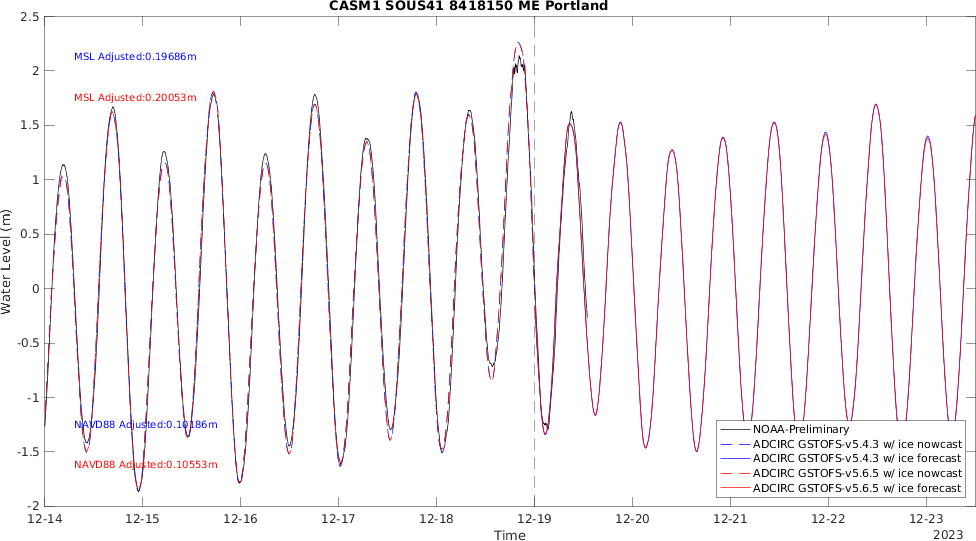 CASM1 SOUS41 8418150 ME Portland
2.5
2
1.5
1
0.5
0
-0.5
-1
-1.5
-2
Water Level (m)
MSL Adjusted:0.19686m
MSL Adjusted:0.20053m
NAVD88 Adjusted:0.10186m
NAVD88 Adjusted:0.10553m
NOAA-Preliminary
ADCIRC GSTOFS-v5.4.3 w/ ice nowcast
ADCIRC GSTOFS-v5.4.3 w/ ice forecast
ADCIRC GSTOFS-v5.6.5 w/ ice nowcast
ADCIRC GSTOFS-v5.6.5 w/ ice forecast
12-14 12-15 12-16 12-17 12-18 12-19 12-20 12-21 12-22 12-23
Time
2023